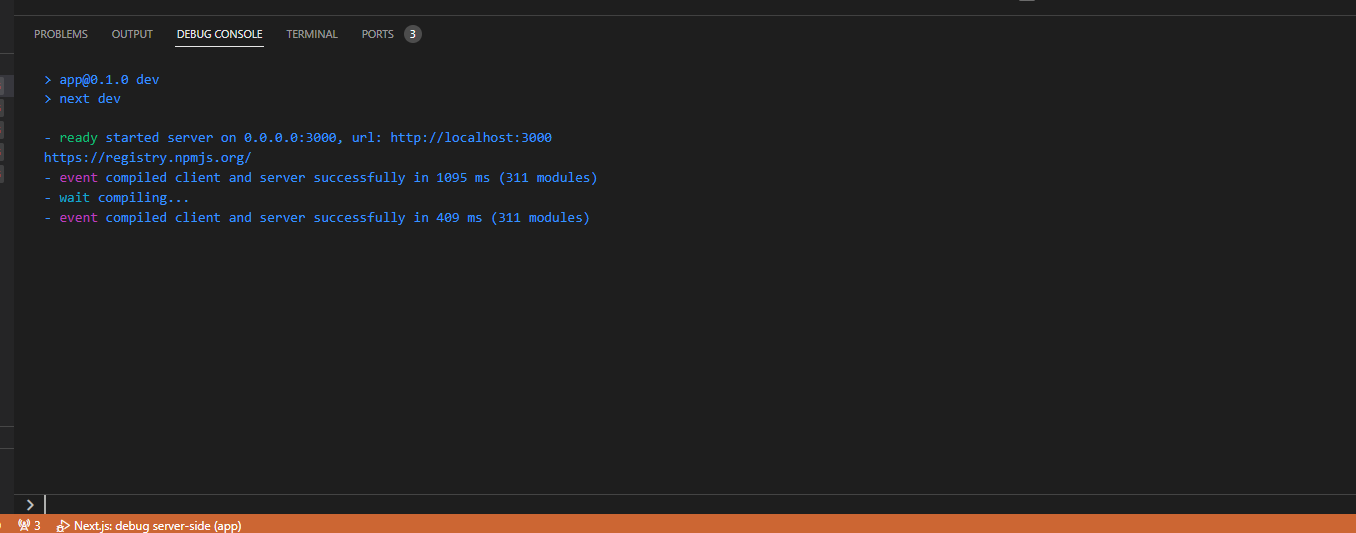 PROBLEMS OUTPUT DEBUG CONSOLE TERMINAL PORTS 3
> app@0.1.0 dev
> next dev
- ready started server on 0.0.0.0:3000, url: http://localhost:3000
https://registry.npmjs.org/
- event compiled client and server successfully in 1095 ms (311 modules)
- wait compiling...
- event compiled client and server successfully in 409 ms (311 modules)
>
3 Next.js: debug server-side (app)